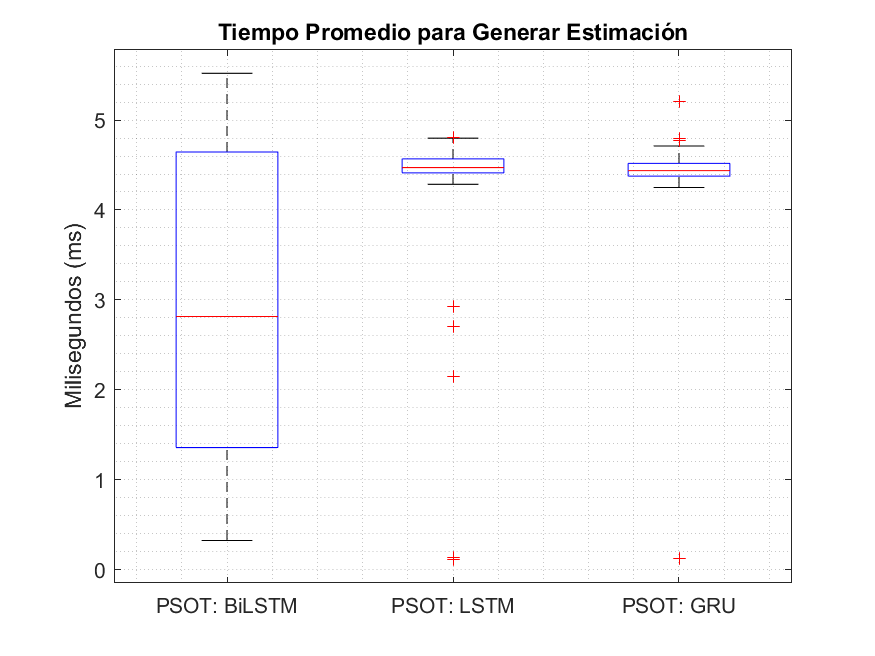 Tiempo Promedio para Generar Estimación
Milisegundos (ms)
5
4
3
2
1
0
PSOT: BiLSTM
PSOT: LSTM
PSOT: GRU